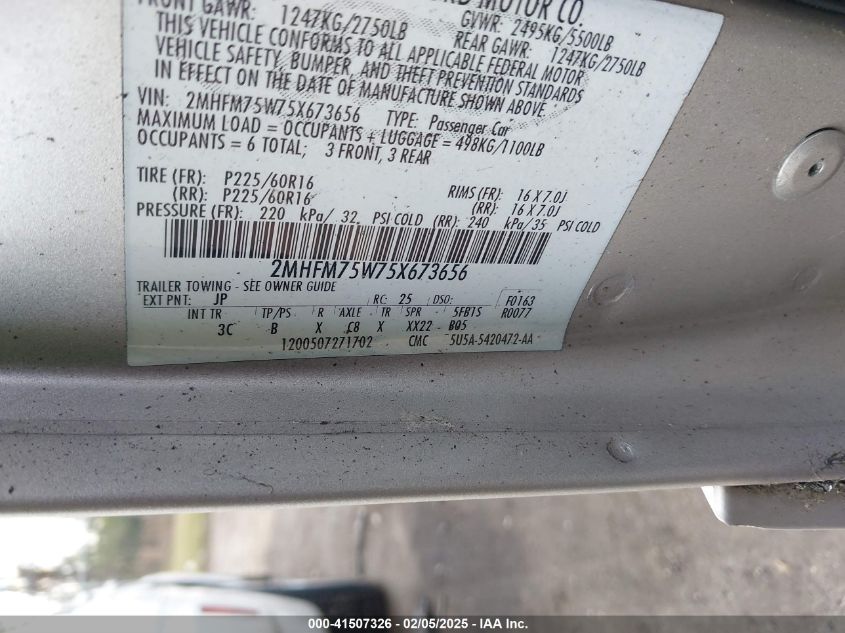 MOTOR CO.
FRONT GAWR: 1247KG/2750LB GVWR: 2495KG/5500LB
REAR GAWR: 1247KG/2750LB
THIS VEHICLE CONFORMS TO ALL APPLICABLE FEDERAL MOTOR
VEHICLE SAFETY, BUMPER, AND THEFT PREVENTION STANDARDS
IN EFFECT ON THE DATE OF MANUFACTURE SHOWN ABOVE.
VIN: 2MHFM75W75X673656 TYPE: Passenger Car
MAXIMUM LOAD = OCCUPANTS + LUGGAGE = 498KG/1100LB
OCCUPANTS = 6 TOTAL; 3 FRONT, 3 REAR
TIRE (FR): P225/60R16 RIMS (FR): 16 X 7.0J
(RR): P225/60R16 (RR): 16 X 7.0J
PRESSURE (FR): 220 kPa/ 32 PSI COLD (RR): 240 kPa/35 PSI COLD
2MHFM75W75X673656
TRAILER TOWING - SEE OWNER GUIDE
EXT PNT: JP RC: 25 DSO: F0163
INT TR TP/PS R AXLE TR SPR 5FBTS R0077
3C B X C8 X XX22 - BQ5
1200507271702 CMC 5U5A-5420472-AA
000-41507326 - 02/05/2025 - IAA Inc.